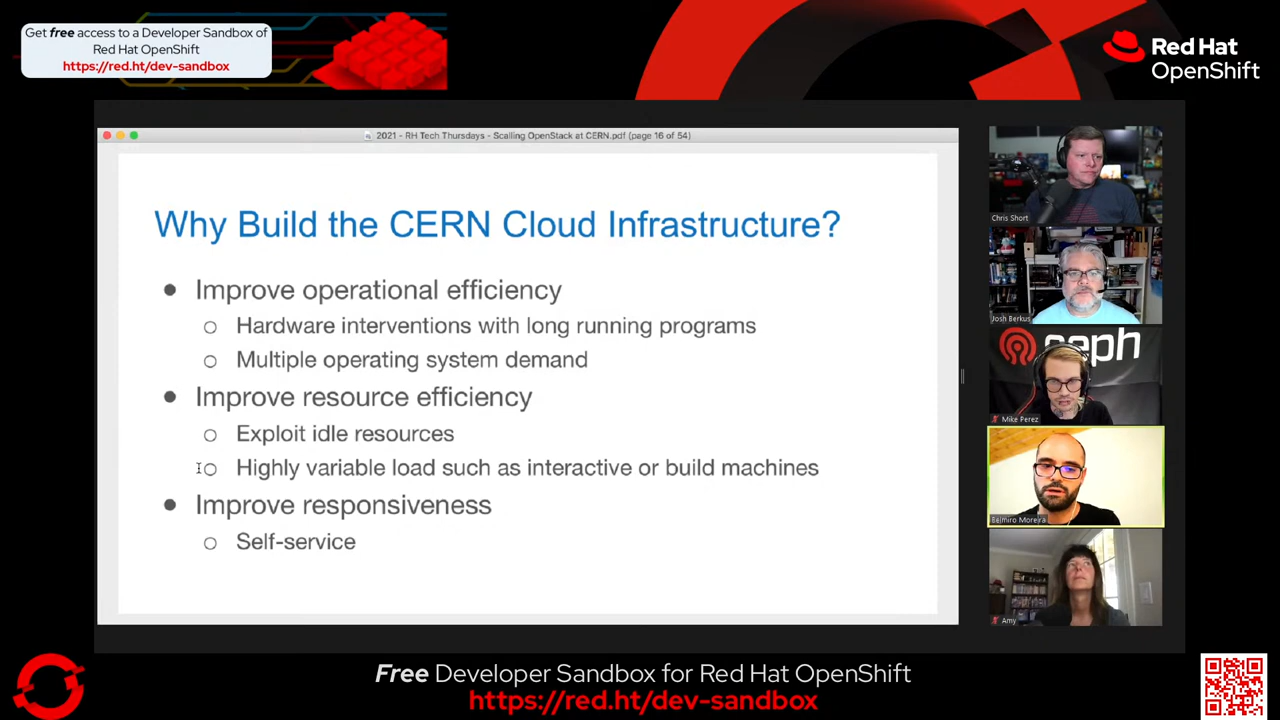 Get free access to a Developer Sandbox of
Red Hat OpenShift
https://red.ht/dev-sandbox
Red Hat
OpenShift
2021 - RH Tech Thursdays - Scaling OpenStack at CERN.pdf (page 16 of 54)
Why Build the CERN Cloud Infrastructure?
● Improve operational efficiency
○ Hardware interventions with long running programs
○ Multiple operating system demand
● Improve resource efficiency
○ Exploit idle resources
○ Highly variable load such as interactive or build machines
● Improve responsiveness
○ Self-service
Chris Short
Josh Berkus
ceph
Mike Perez
Belmiro Moreira
Amy
Free Developer Sandbox for Red Hat OpenShift
https://red.ht/dev-sandbox